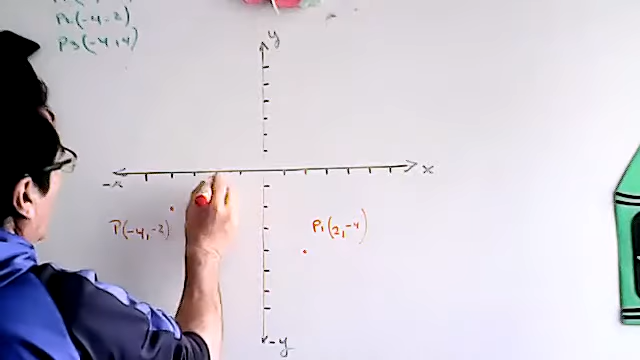 P2(-4-2)
P3(-4,4)
y
-x
x
P(-4,-2)
P1(2,-4)
-y